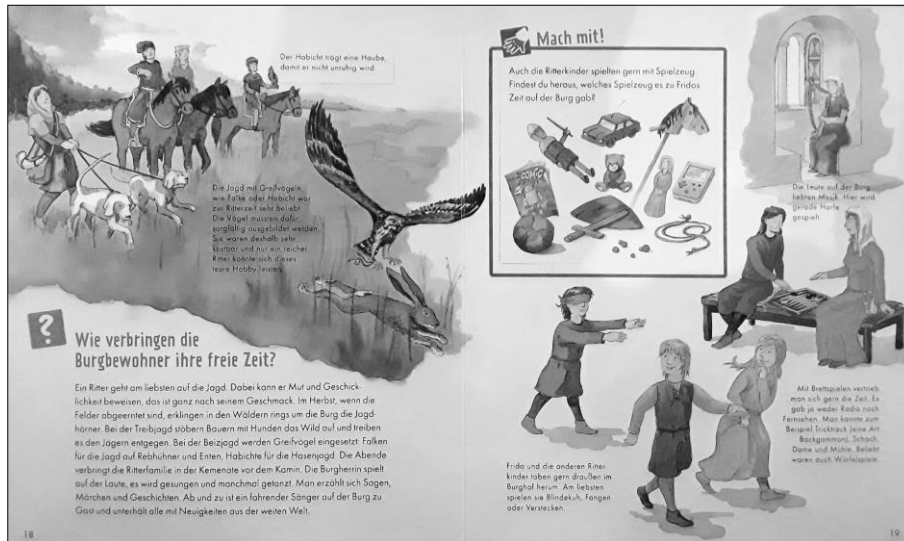 Der Habicht trägt eine Haube,
damit er nicht unruhig wird.
Die Jagd mit Greifvögeln
wie Falke oder Habicht war
zur Ritterzeit sehr beliebt.
Die Vögel mussten dafür
sorgfältig ausgebildet werden.
Sie waren deshalb sehr
kostbar und nur ein reicher
Ritter konnte sich dieses
teure Hobby leisten.
?
Wie verbringen die
Burgbewohner ihre freie Zeit?
Ein Ritter geht am liebsten auf die Jagd. Dabei kann er Mut und Geschick-
lichkeit beweisen, das ist ganz nach seinem Geschmack. Im Herbst, wenn die
Felder abgeerntet sind, erklingen in den Wäldern rings um die Burg die Jagd-
hörner. Bei der Treibjagd stöbern Bauern mit Hunden das Wild auf und treiben
es den Jägern entgegen. Bei der Beizjagd werden Greifvögel eingesetzt: Falken
für die Jagd auf Rebhühner und Enten, Habichte für die Hasenjagd. Die Abende
verbringt die Ritterfamilie in der Kemenate vor dem Kamin. Die Burgherrin spielt
auf der Laute, es wird gesungen und manchmal getanzt. Man erzählt sich Sagen,
Märchen und Geschichten. Ab und zu ist ein fahrender Sänger auf der Burg zu
Gast und unterhält alle mit Neuigkeiten aus der weiten Welt.
18
Mach mit!
Auch die Ritterkinder spielten gern mit Spielzeug.
Findest du heraus, welches Spielzeug es zu Fridos
Zeit auf der Burg gab?
COMIC
Die Leute auf der Burg
liebten Musik. Hier wird
gerade Harfe
gespielt.
Mit Brettspielen vertrieb
man sich gern die Zeit. Es
gab ja weder Radio noch
Fernsehen. Man kannte zum
Beispiel Tricktrack (eine Art
Backgammon), Schach,
Dame und Mühle. Beliebt
waren auch Würfelspiele.
Frido und die anderen Ritter-
kinder toben gern draußen im
Burghof herum. Am liebsten
spielen sie Blindekuh, Fangen
oder Verstecken.
19